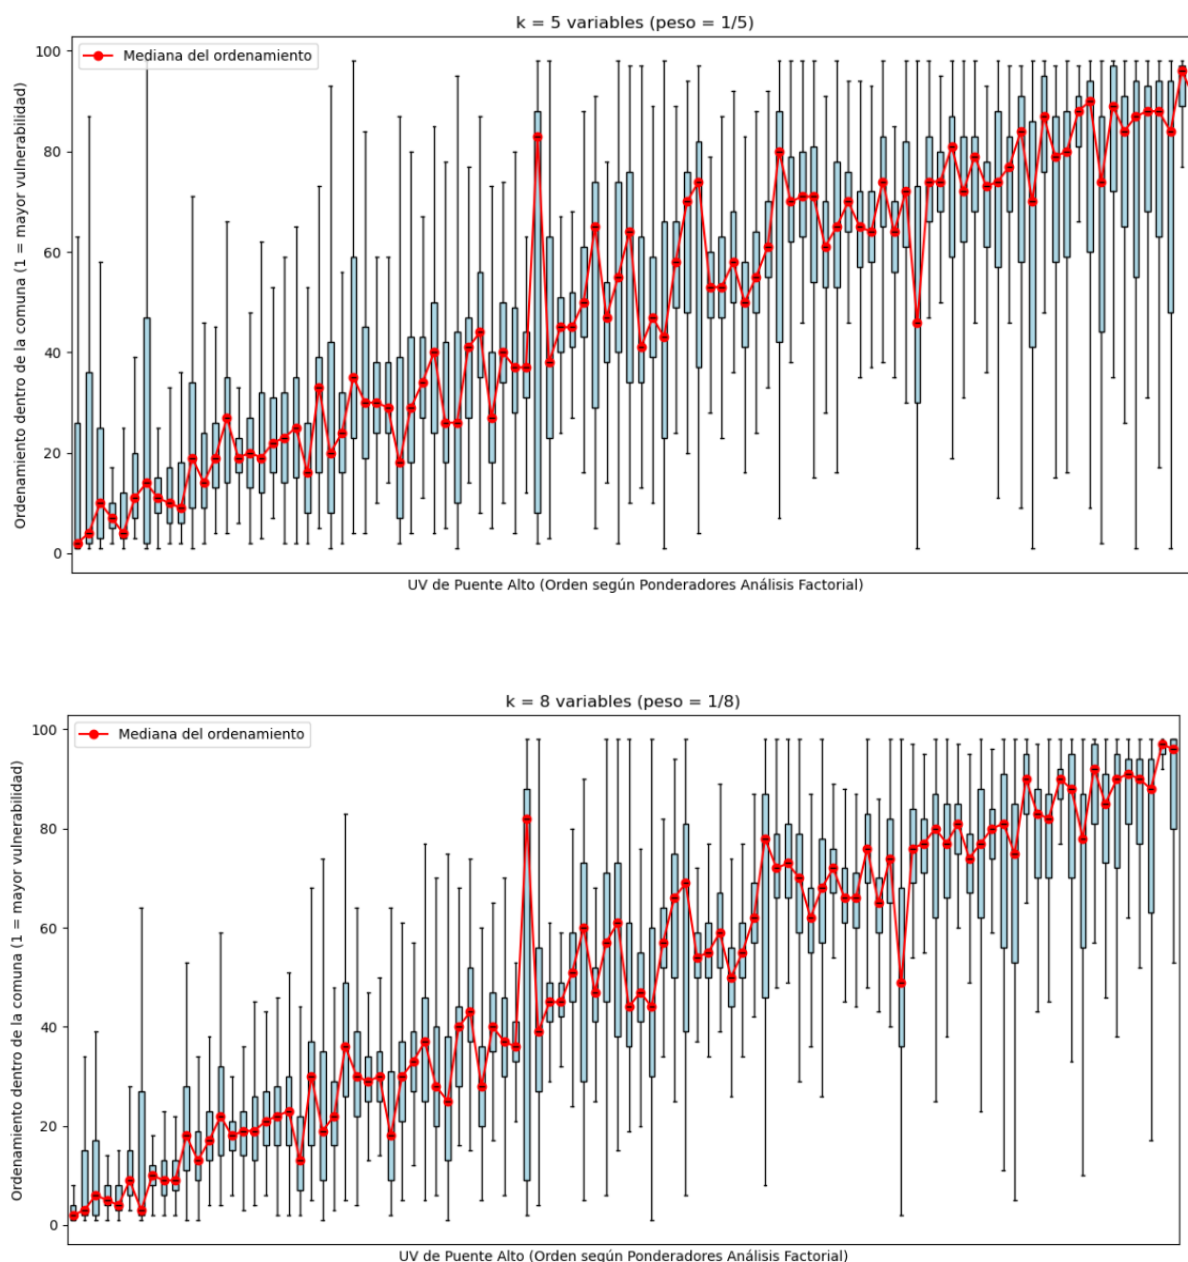 k = 5 variables (peso = 1/5)
Mediana del ordenamiento
100
80
60
40
20
0
Ordenamiento dentro de la comuna (1 = mayor vulnerabilidad)
UV de Puente Alto (Orden según Ponderadores Análisis Factorial)
k = 8 variables (peso = 1/8)
Mediana del ordenamiento
100
80
60
40
20
0
Ordenamiento dentro de la comuna (1 = mayor vulnerabilidad)
UV de Puente Alto (Orden según Ponderadores Análisis Factorial)